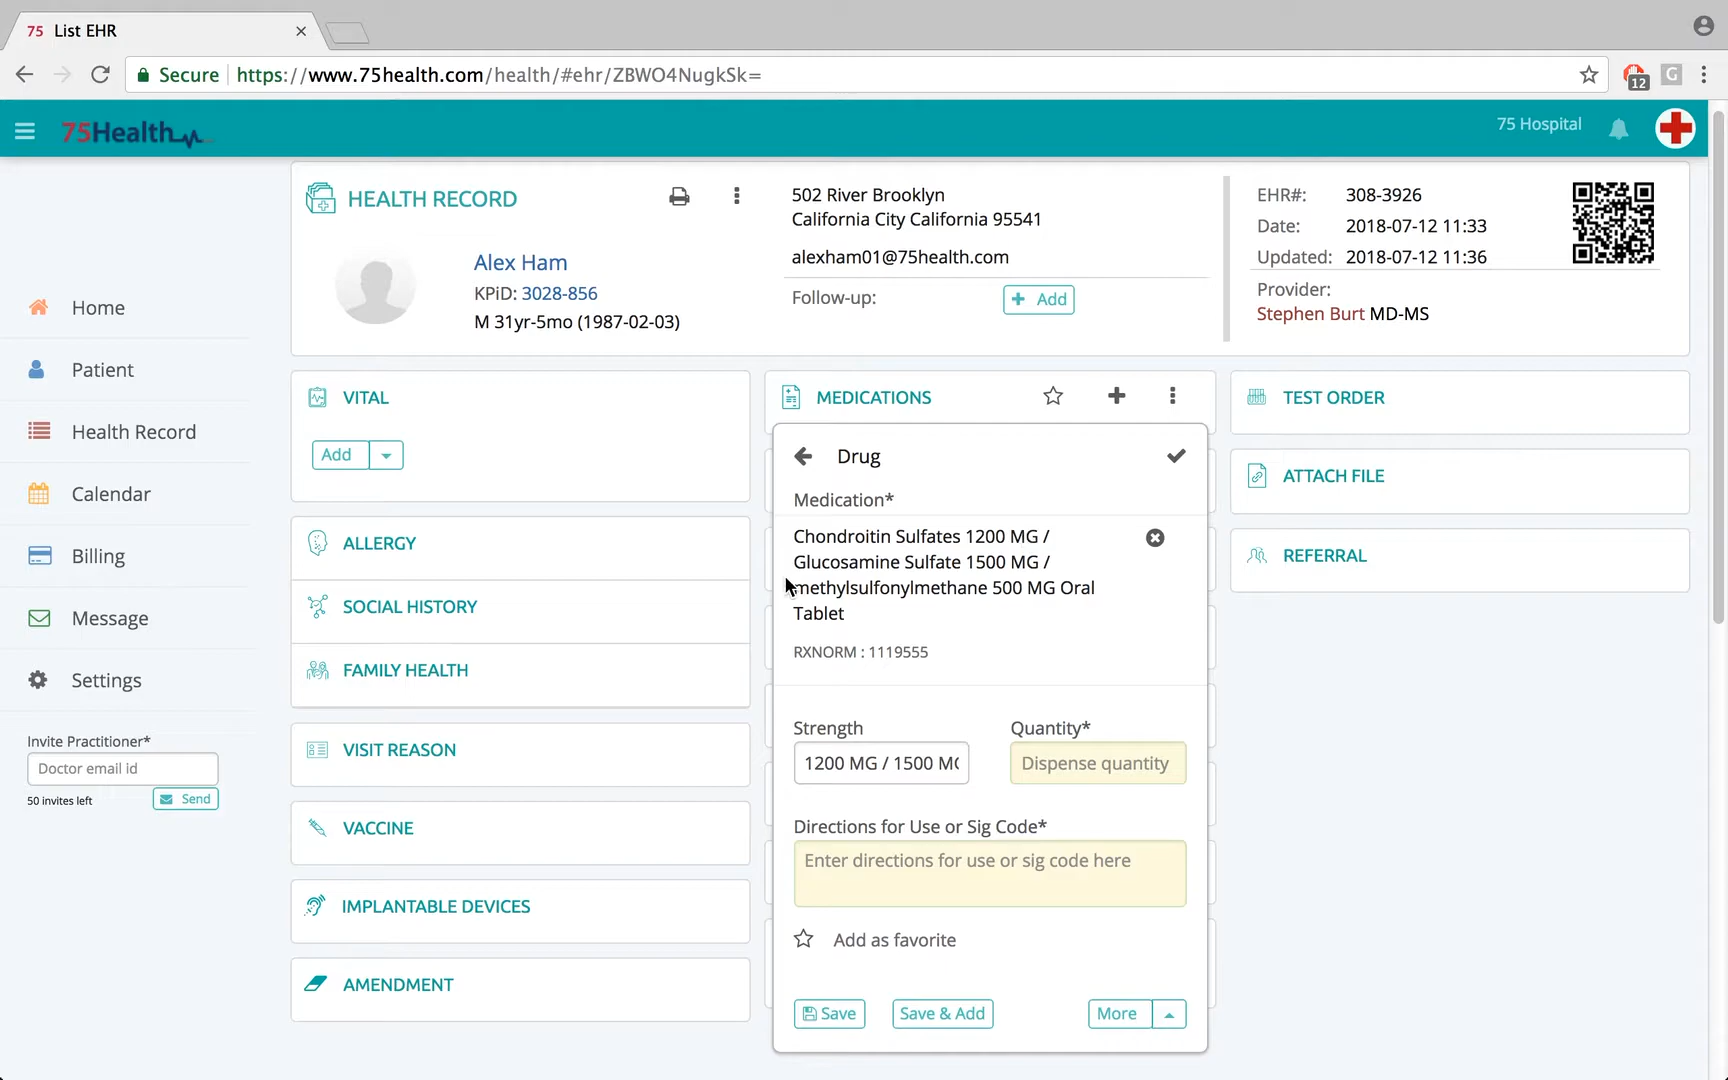 75 List EHR
Secure https://www.75health.com/health/#ehr/ZBWO4NugkSk=
12
G
75Health
75 Hospital
HEALTH RECORD
Alex Ham
KPiD: 3028-856
M 31yr-5mo (1987-02-03)
502 River Brooklyn
California City California 95541
alexham01@75health.com
Follow-up:
Add
EHR#: 308-3926
Date: 2018-07-12 11:33
Updated: 2018-07-12 11:36
Provider:
Stephen Burt MD-MS
Home
Patient
Health Record
Calendar
Billing
Message
Settings
Invite Practitioner*
Doctor email id
50 invites left
Send
VITAL
Add
ALLERGY
SOCIAL HISTORY
FAMILY HEALTH
VISIT REASON
VACCINE
IMPLANTABLE DEVICES
AMENDMENT
MEDICATIONS
Drug
Medication*
Chondroitin Sulfates 1200 MG /
Glucosamine Sulfate 1500 MG /
methylsulfonylmethane 500 MG Oral
Tablet
RXNORM : 1119555
Strength
1200 MG / 1500 MG
Quantity*
Dispense quantity
Directions for Use or Sig Code*
Enter directions for use or sig code here
Add as favorite
Save
Save & Add
More
TEST ORDER
ATTACH FILE
REFERRAL